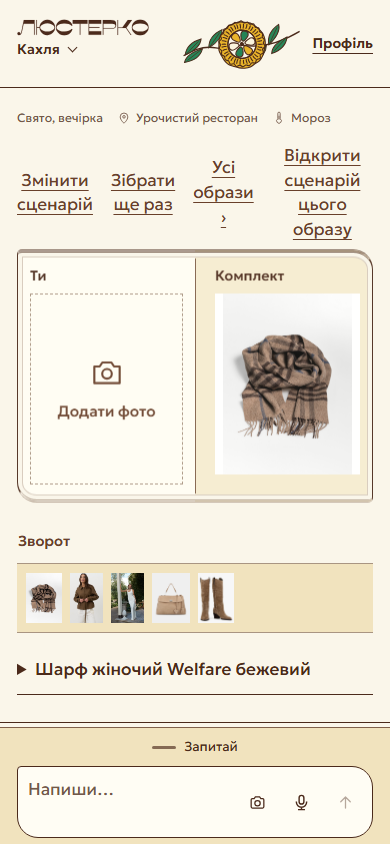 ЛЮСТЕРКО
Кахля
Профіль
Свято, вечірка Урочистий ресторан Мороз
Змінити
сценарій
Зібрати
ще раз
Усі
образи
›
Відкрити
сценарій
цього
образу
Ти
Комплект
Додати фото
Зворот
Шарф жіночий Welfare бежевий
Запитай
Напиши...